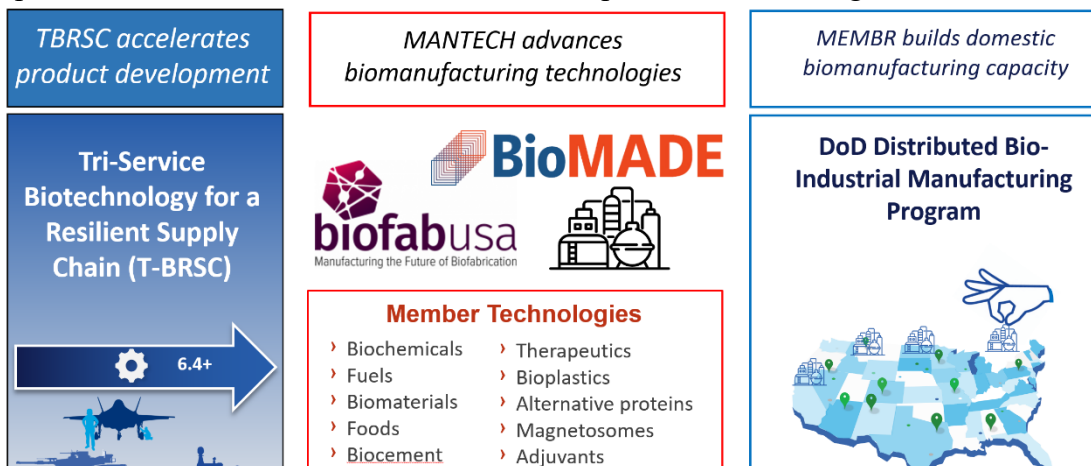 TBRSC accelerates
product development
MANTECH advances
biomanufacturing technologies
MEMBR builds domestic
biomanufacturing capacity
Tri-Service
Biotechnology for a
Resilient Supply
Chain (T-BRSC)
6.4+
BioMADE
biofabusa
Manufacturing the Future of Biofabrication
Member Technologies
› Biochemicals
› Fuels
› Biomaterials
› Foods
› Biocement
› Therapeutics
› Bioplastics
› Alternative proteins
› Magnetosomes
› Adjuvants
DoD Distributed Bio-
Industrial Manufacturing
Program